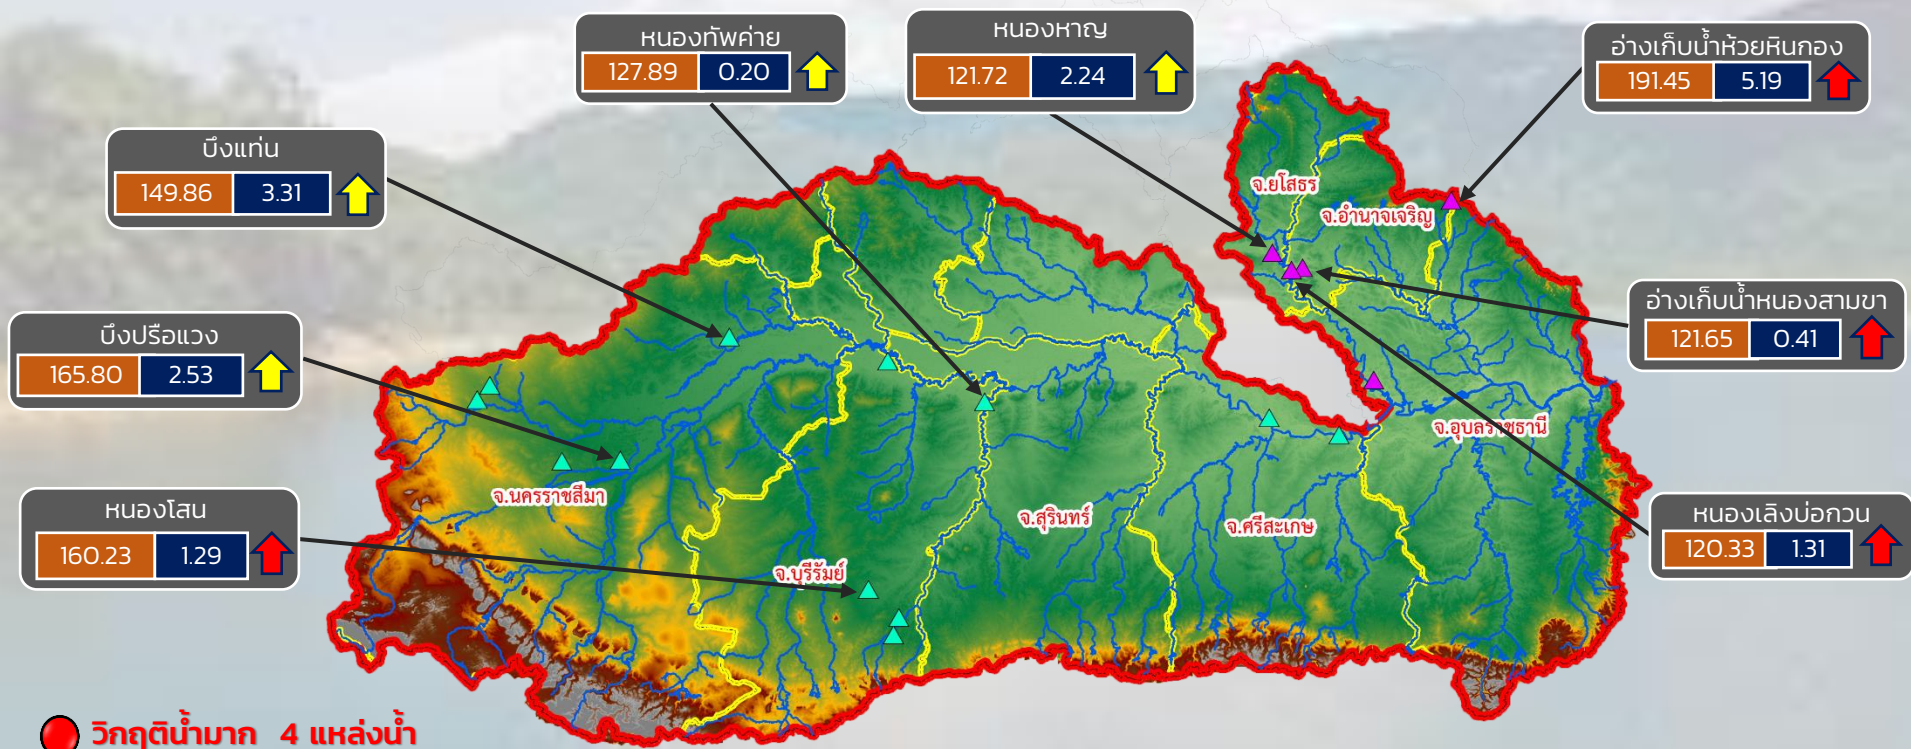 หนองทัพค่าย
127.89 0.20
หนองหาญ
121.72 2.24
อ่างเก็บน้ำห้วยหินกอง
191.45 5.19
บึงแท่น
149.86 3.31
จ.ยโสธร
จ.อำนาจเจริญ
บึงปรือแวง
165.80 2.53
อ่างเก็บน้ำหนองสามขา
121.65 0.41
จ.อุบลราชธานี
หนองโสน
160.23 1.29
จ.นครราชสีมา
จ.สุรินทร์
จ.ศรีสะเกษ
หนองเลิงบ่อกวน
120.33 1.31
จ.บุรีรัมย์
วิกฤติน้ำมาก 4 แหล่งน้ำ